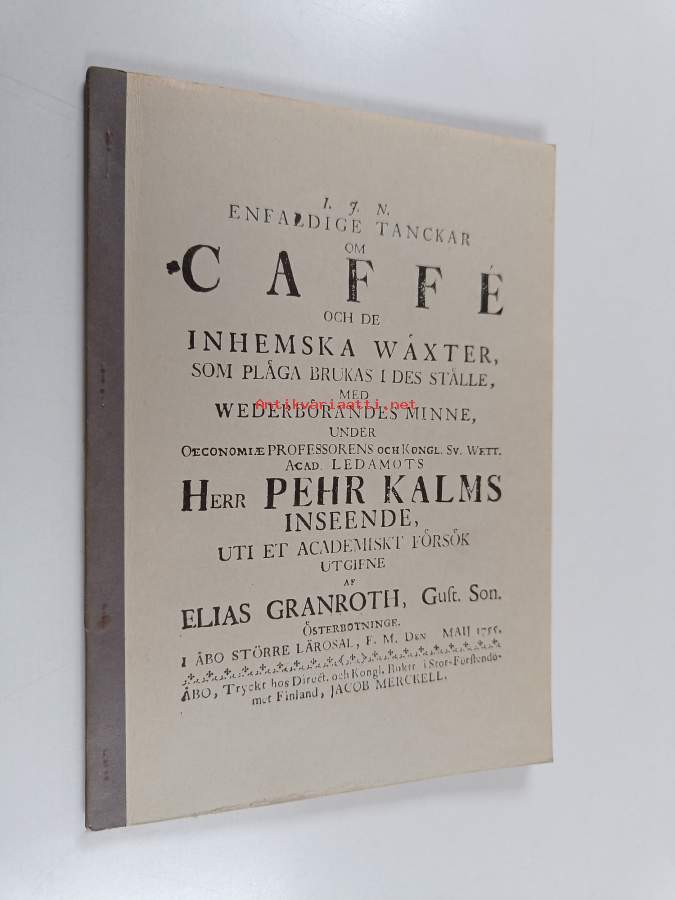 I. J. N.
ENFALDIGE TANCKAR
OM
CAFFÉ
OCH DE
INHEMSKA WÅXTER,
SOM PLÅGA BRUKAS I DES STÄLLE,
MED
Antikvariaatti.net
WEDERBÖRANDES MINNE,
UNDER
OECONOMIÆ PROFESSORENS OCH KONGL. SV. WETT.
ACAD. LEDAMOTS
HERR PEHR KALMS
INSEENDE,
UTI ET ACADEMISKT FÖRSÖK
UTGIFNE
AF
ELIAS GRANROTH, Guſt. Son.
ÖSTERBOTNINGE.
I ÅBO STÖRRE LÄROSAL, F. M. DEN MAII 1755.
ÅBO, Tryckt hos Direct. och Kongl. Boktr. i Stor-Förſtendö-
met Finland, JACOB MERCKELL.